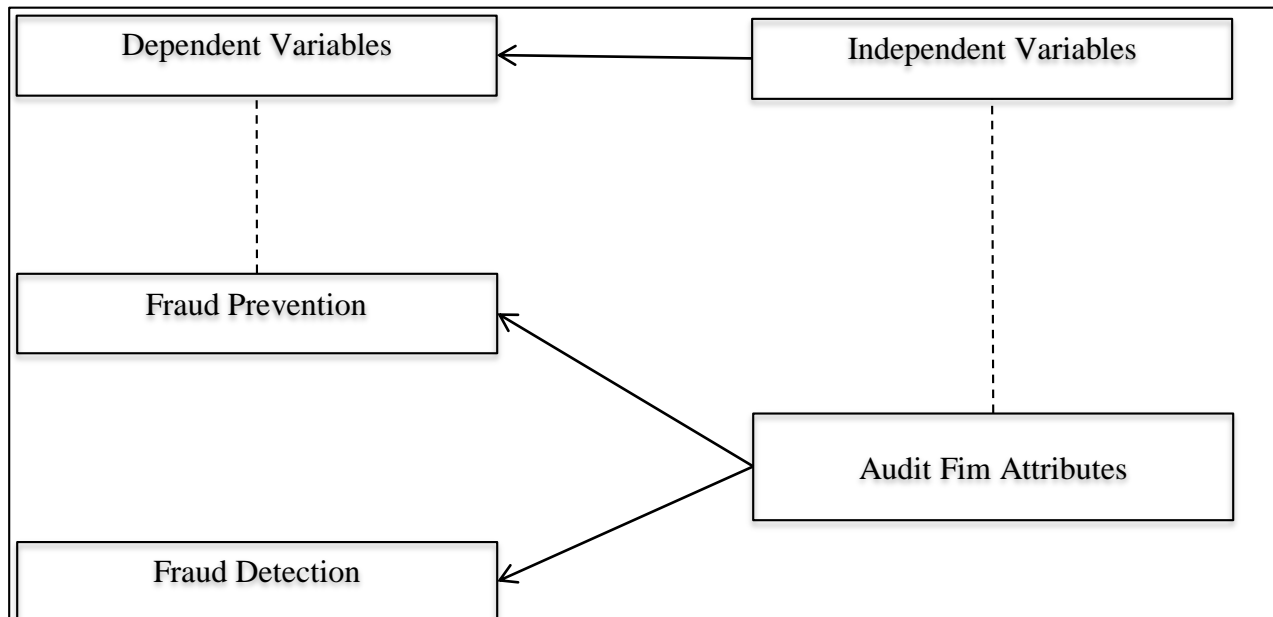 Dependent Variables
Independent Variables
Fraud Prevention
Audit Fim Attributes
Fraud Detection